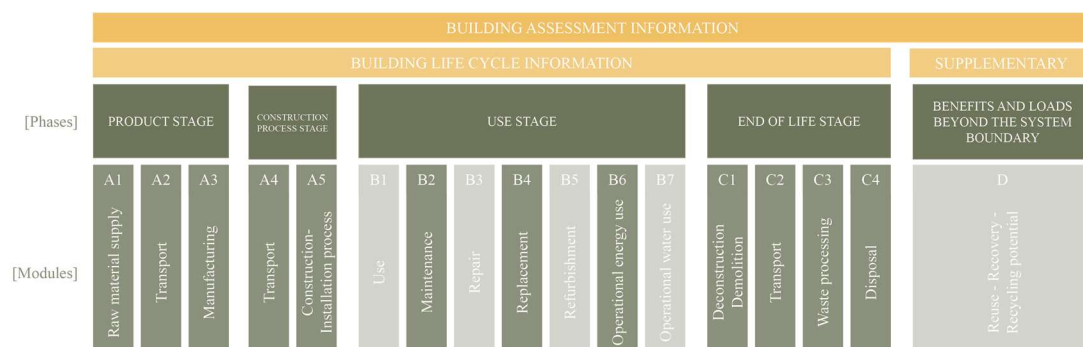 BUILDING ASSESSMENT INFORMATION
BUILDING LIFE CYCLE INFORMATION
SUPPLEMENTARY
[Phases]
PRODUCT STAGE
CONSTRUCTION
PROCESS STAGE
USE STAGE
END OF LIFE STAGE
BENEFITS AND LOADS
BEYOND THE SYSTEM
BOUNDARY
[Modules]
A1
Raw material supply
A2
Transport
A3
Manufacturing
A4
Transport
A5
Construction-
Installation process
B1
Use
B2
Maintenance
B3
Repair
B4
Replacement
B5
Refurbishment
B6
Operational energy use
B7
Operational water use
C1
Deconstruction
Demolition
C2
Transport
C3
Waste processing
C4
Disposal
D
Reuse - Recovery -
Recycling potential